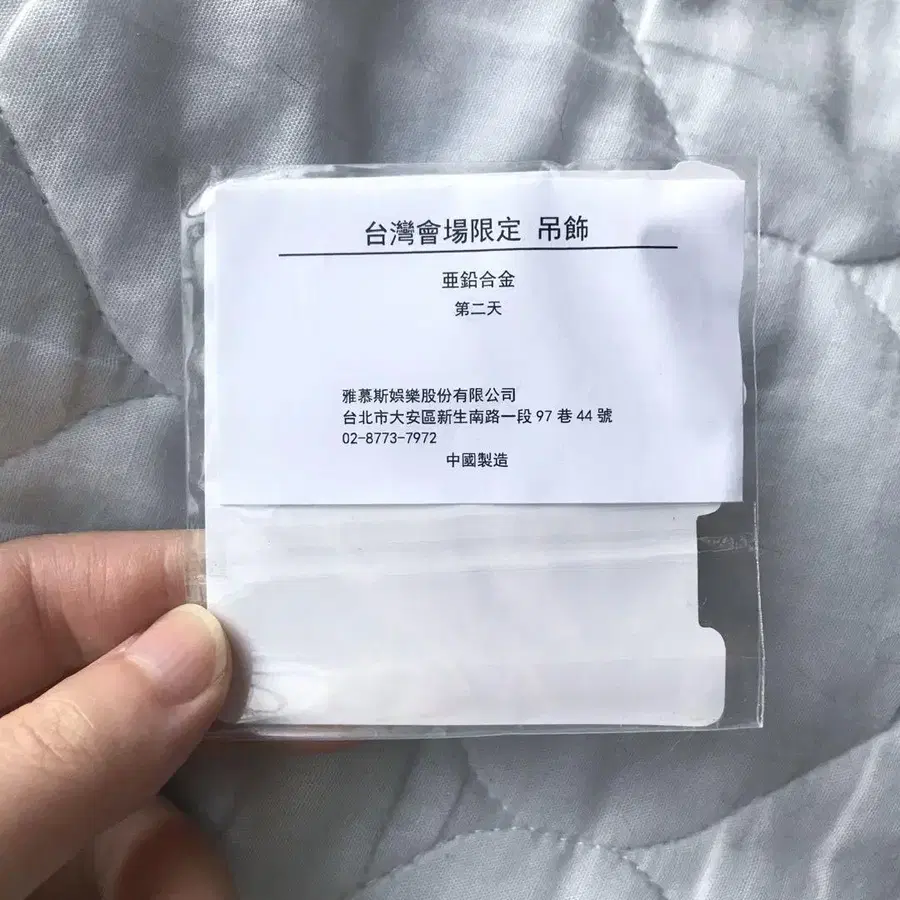 台灣會場限定 吊飾
亜鉛合金
第二天
雅慕斯娛樂股份有限公司
台北市大安區新生南路一段 97 巷 44 號
02-8773-7972
中國製造